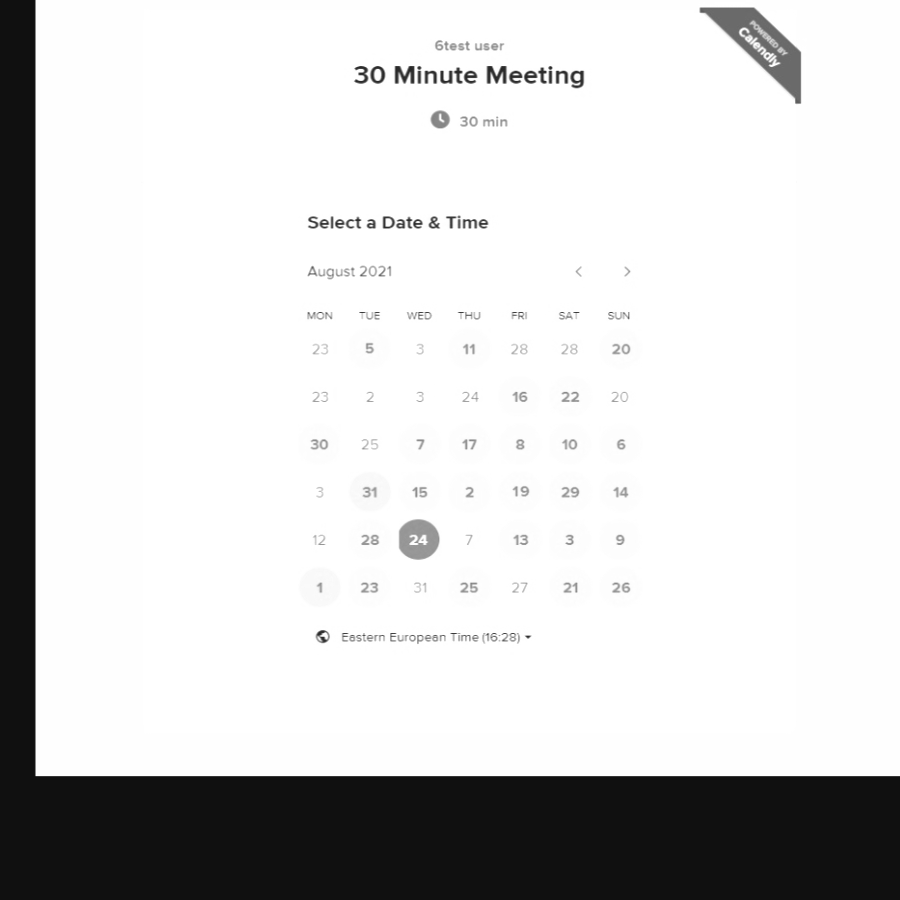 6test user
30 Minute Meeting
30 min
POWERED BY
Calendly
Select a Date & Time
August 2021
MON TUE WED THU FRI SAT SUN
23 5 3 11 28 28 20
23 2 3 24 16 22 20
30 25 7 17 8 10 6
3 31 15 2 19 29 14
12 28 24 7 13 3 9
1 23 31 25 27 21 26
Eastern European Time (16:28)